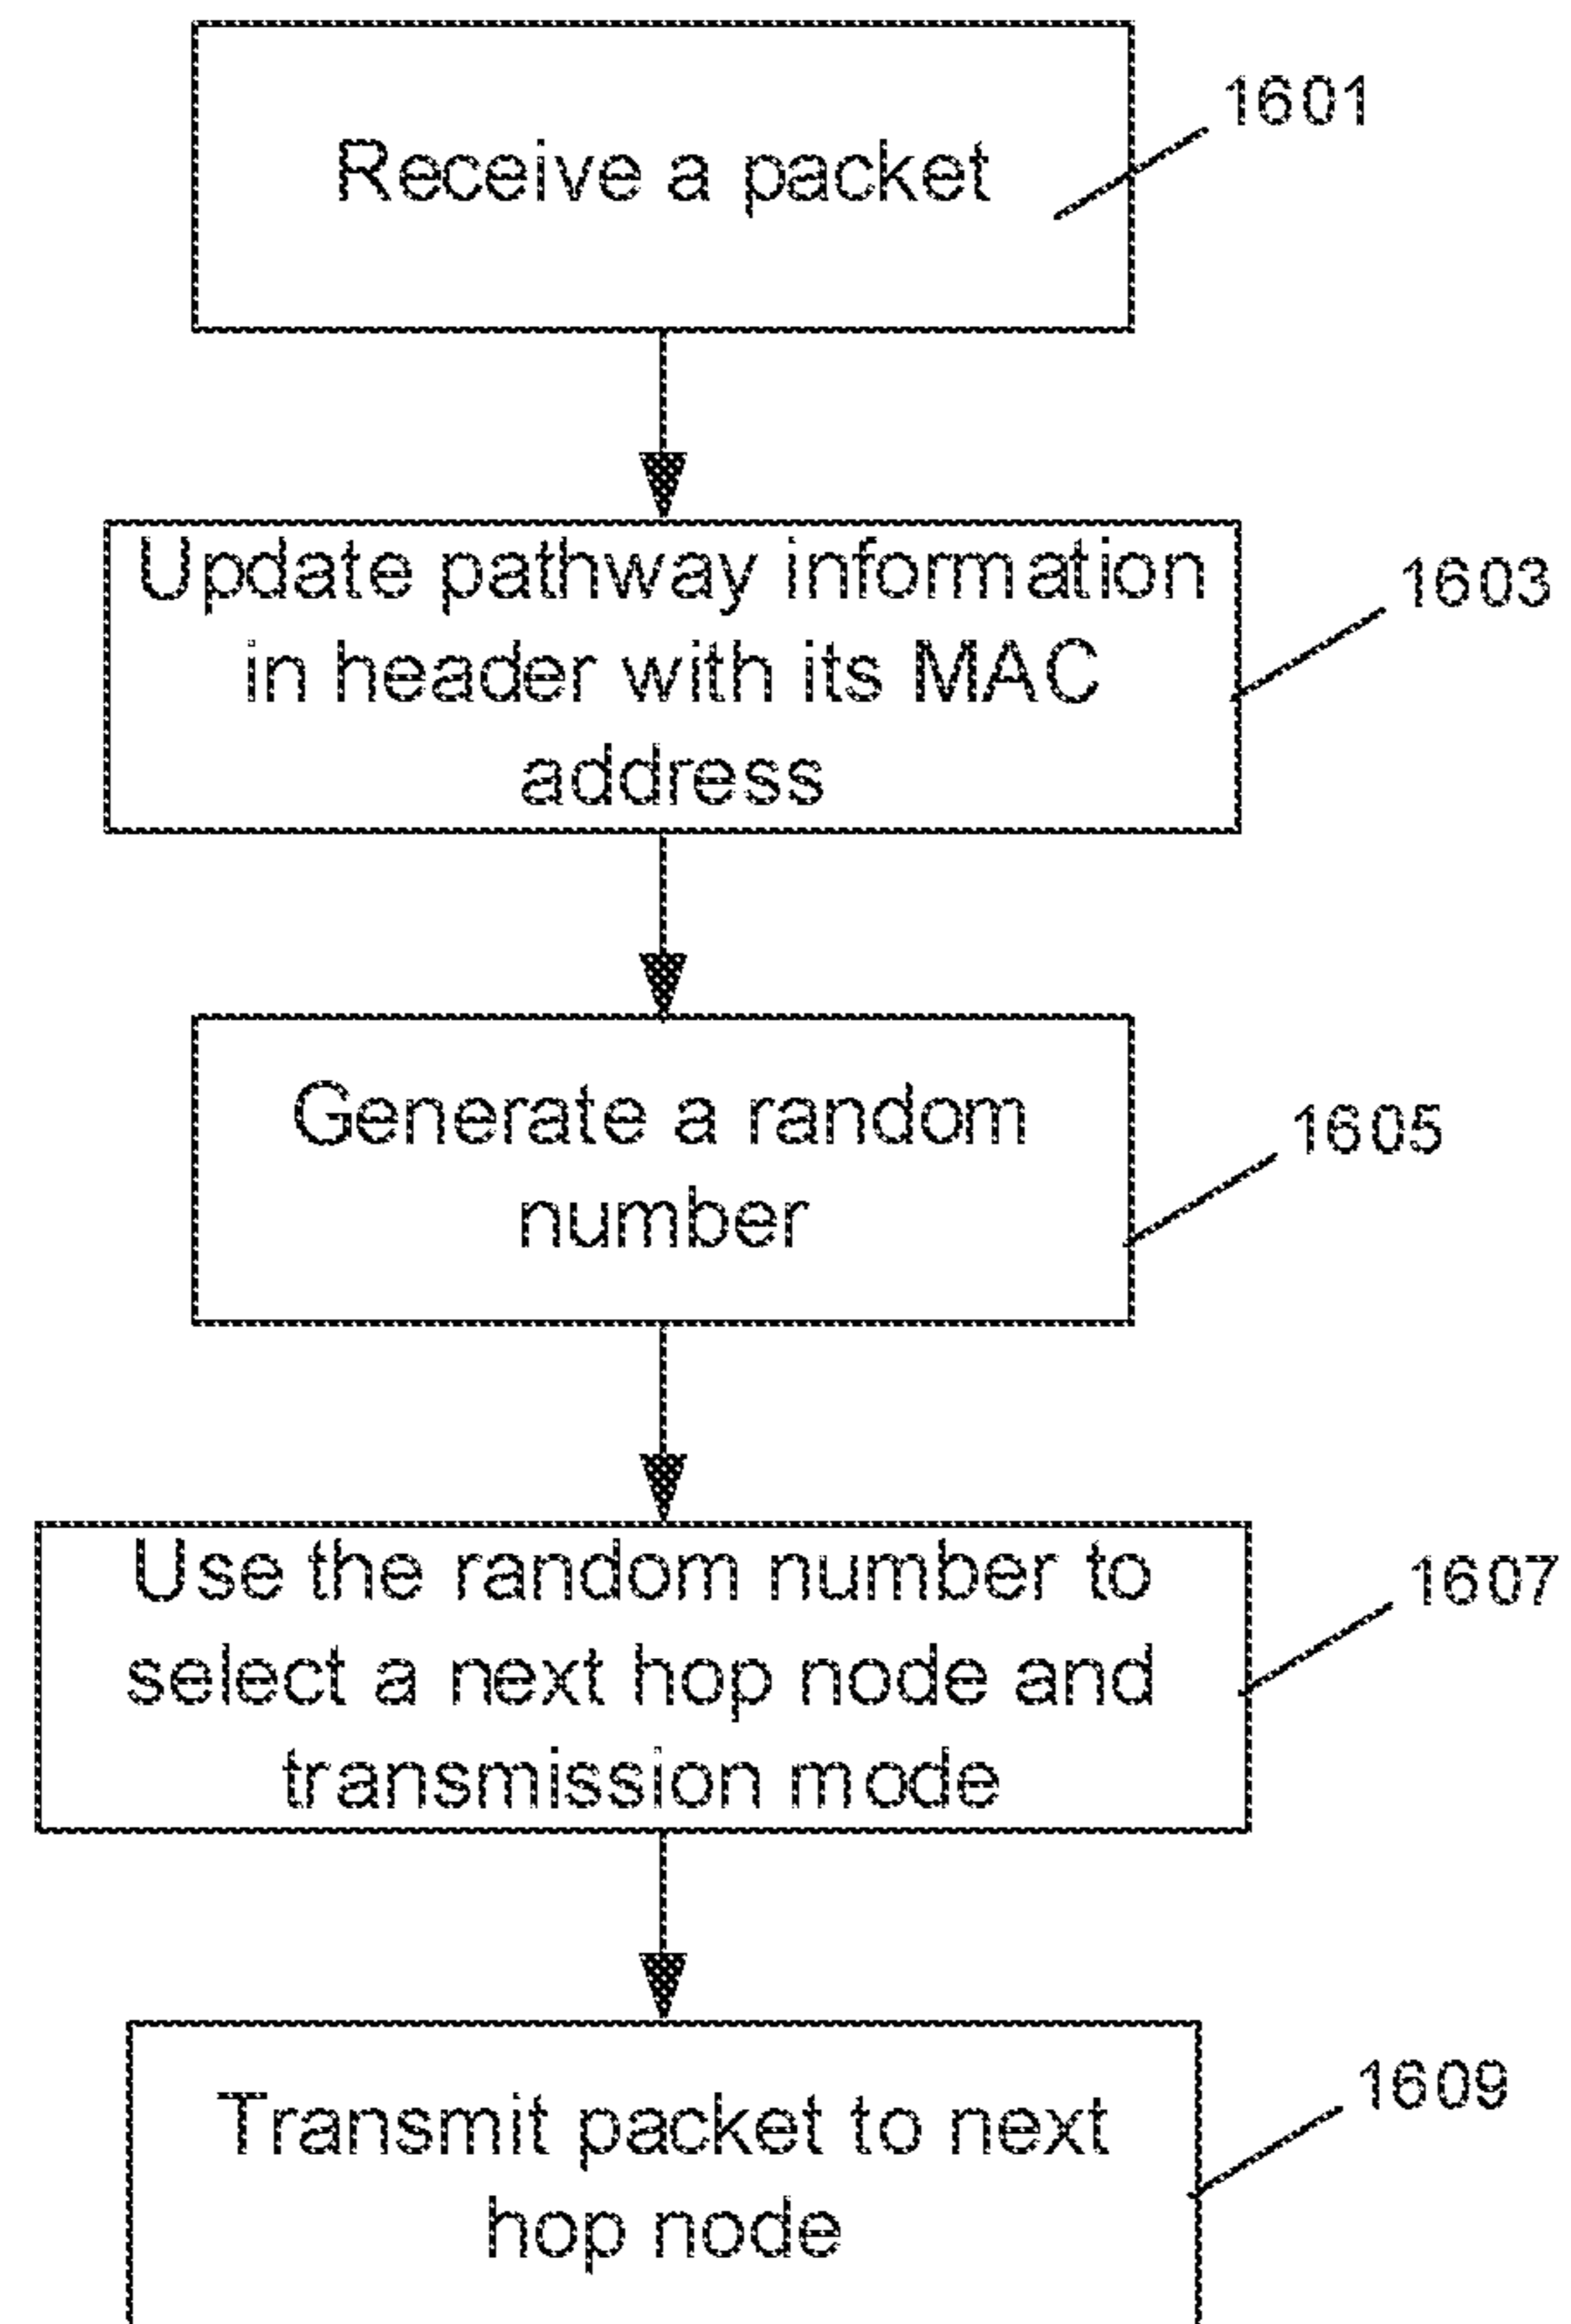 Receive a packet
1601
Update pathway information
in header with its MAC
address
1603
Generate a random
number
1605
Use the random number to
select a next hop node and
transmission mode
1607
Transmit packet to next
hop node
1609